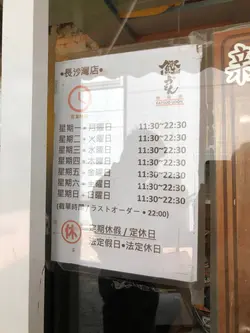 ●長沙灣店●
星期一・月曜日 11:30~22:30
星期二・火曜日 11:30~22:30
星期三・水曜日 11:30~22:30
星期四・木曜日 11:30~22:30
星期五・金曜日 11:30~22:30
星期六・土曜日 11:30~22:30
星期日・日曜日 11:30~22:30
(截單時間/ラストオーダー・22:00)
休
定期休假/定休日
法定假日●法定休日